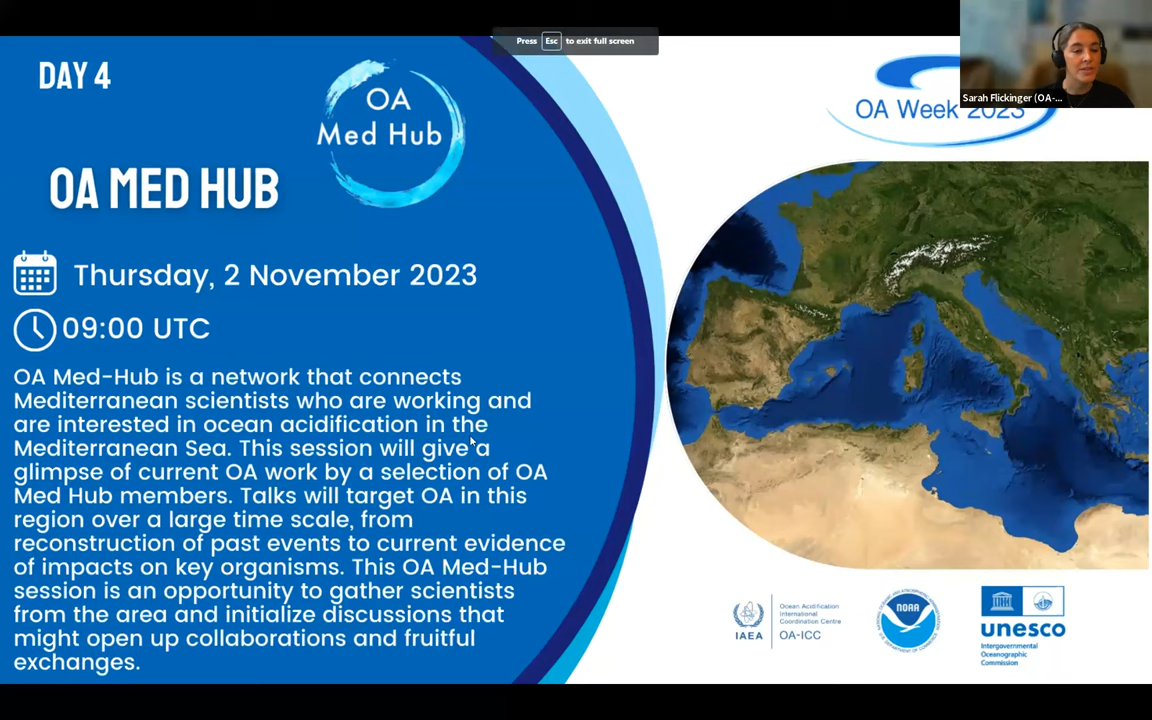 Press Esc to exit full screen
DAY 4
OA
Med Hub
OA MED HUB
Thursday, 2 November 2023
09:00 UTC
OA Med-Hub is a network that connects
Mediterranean scientists who are working and
are interested in ocean acidification in the
Mediterranean Sea. This session will give a
glimpse of current OA work by a selection of OA
Med Hub members. Talks will target OA in this
region over a large time scale, from
reconstruction of past events to current evidence
of impacts on key organisms. This OA Med-Hub
session is an opportunity to gather scientists
from the area and initialize discussions that
might open up collaborations and fruitful
exchanges.
Sarah Flickinger (OA-...
OA Week 2023
IAEA
Ocean Acidification
International
Coordination Centre
OA-ICC
NOAA
unesco
Intergovernmental
Oceanographic
Commission